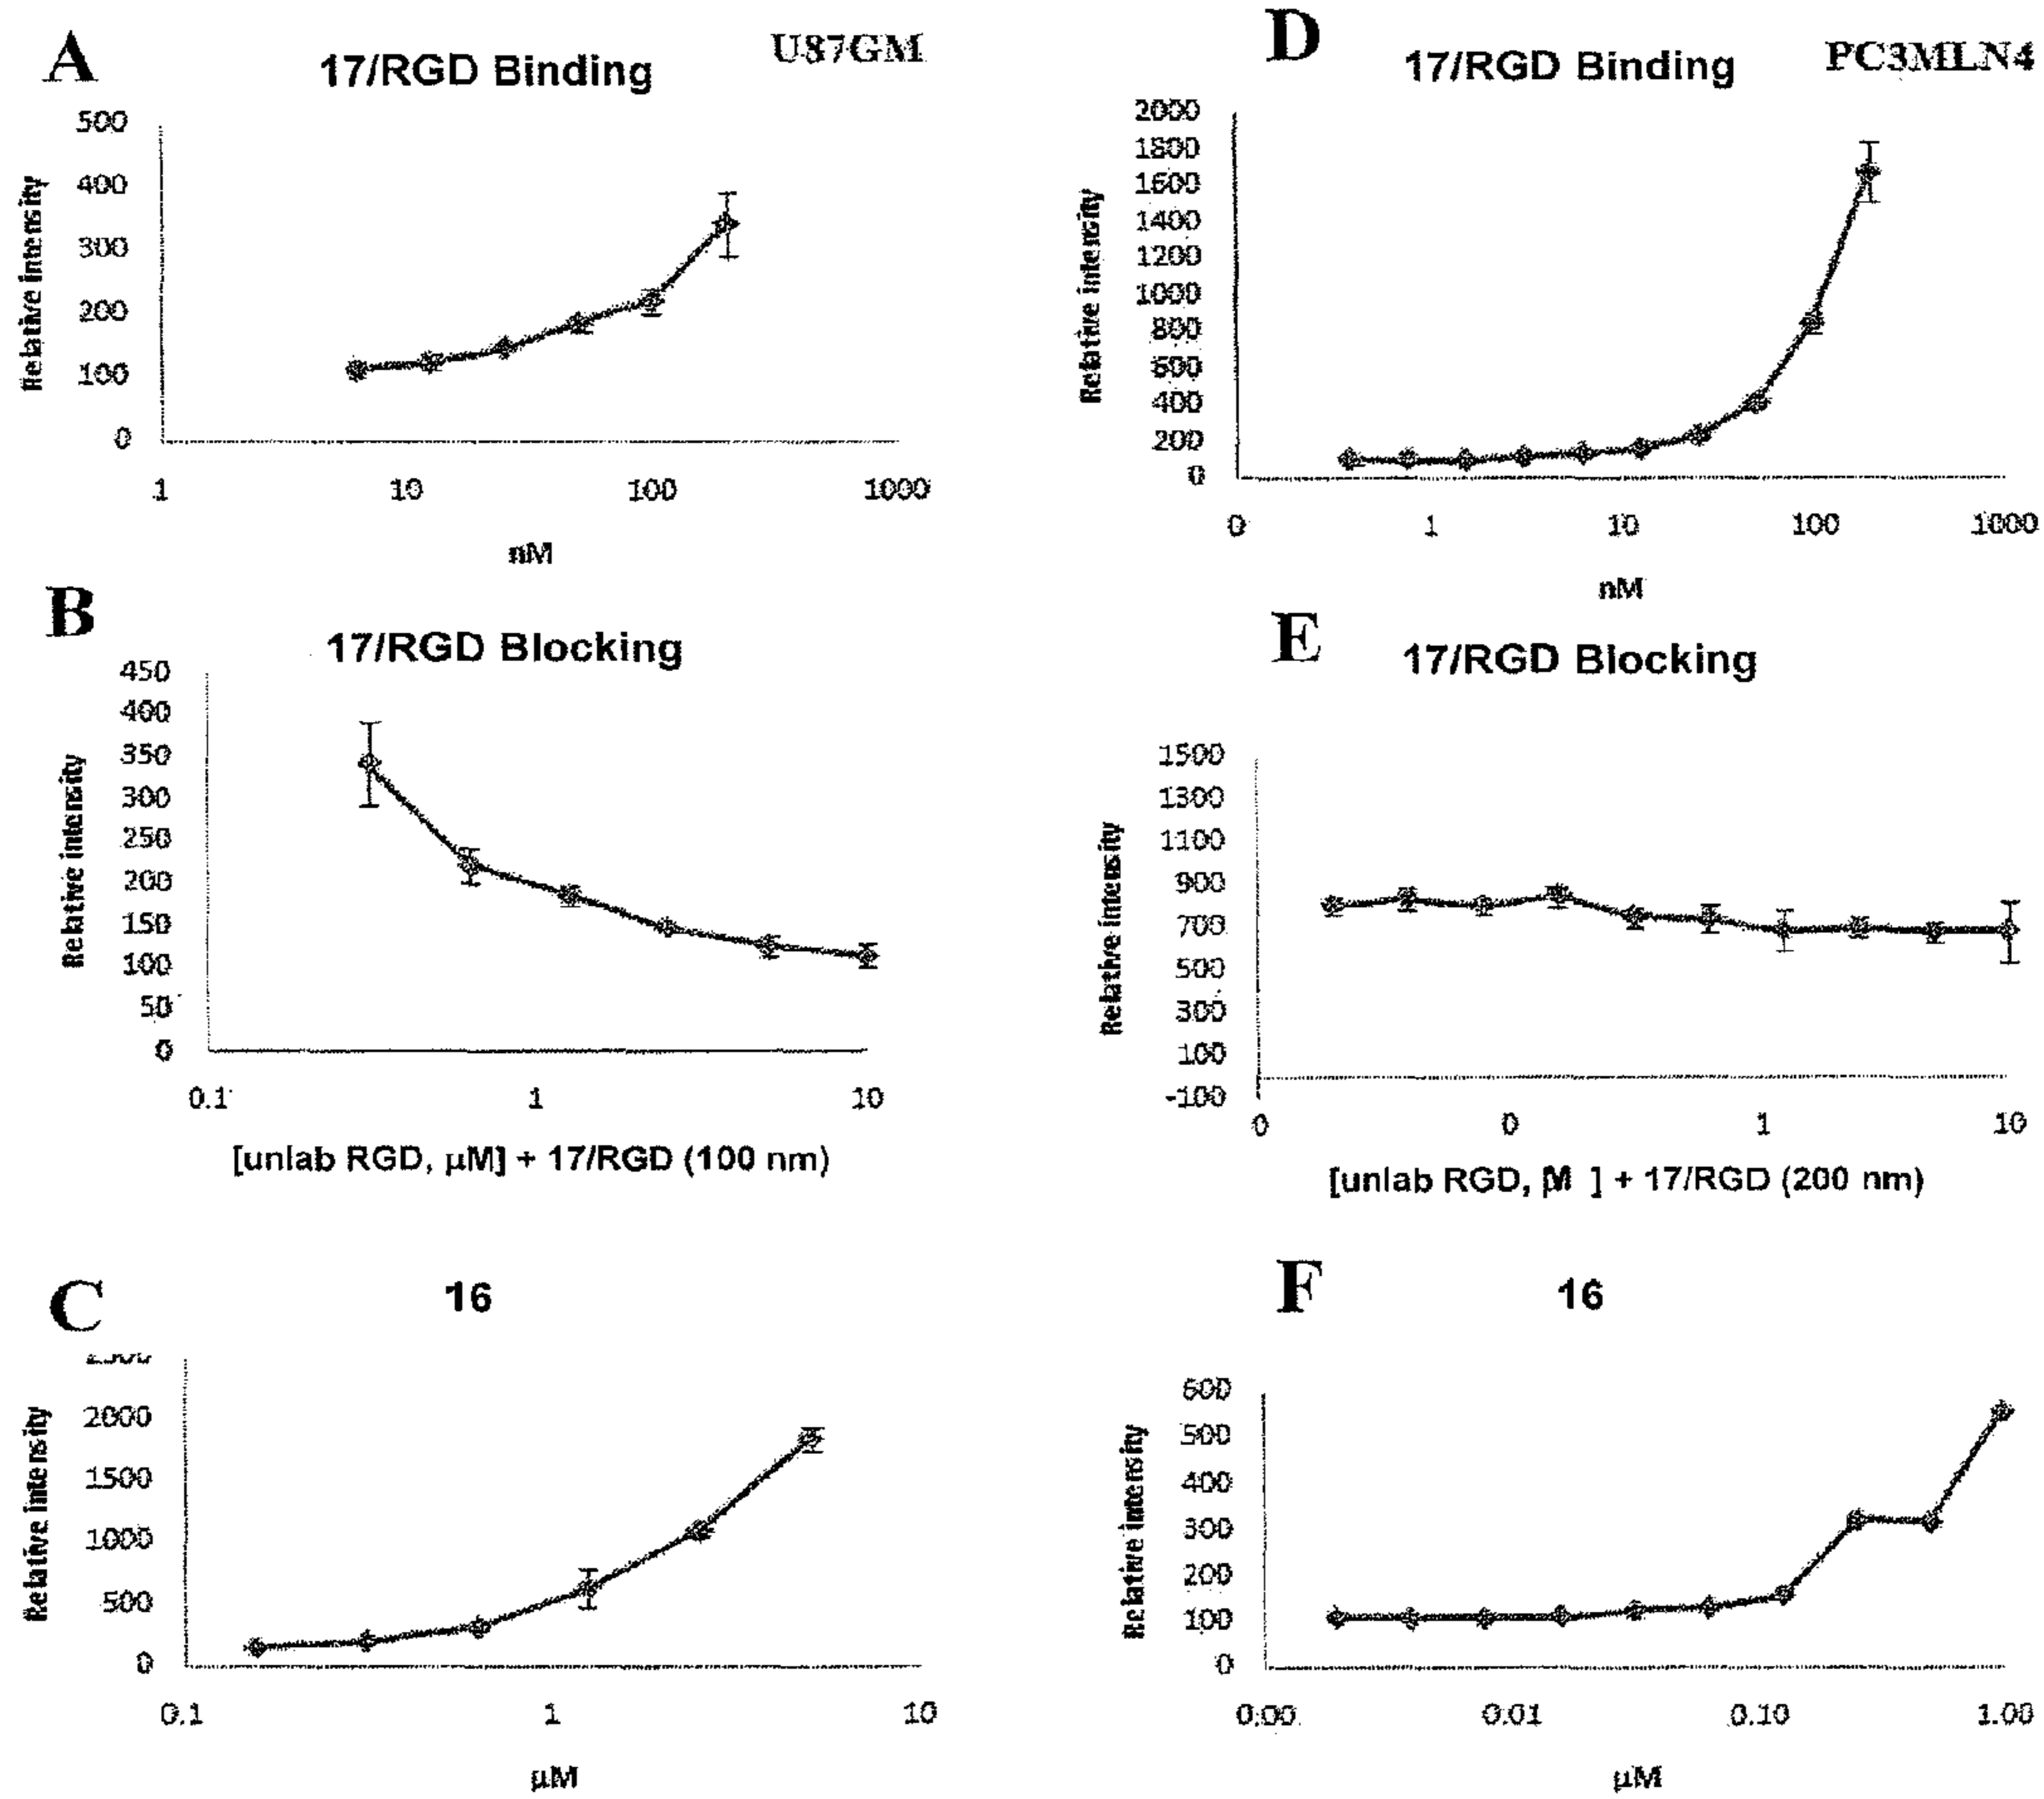 A
17/RGD Binding
U87GM
500
400
300
200
100
0
Relative intensity
1 10 100 1000
nM
B
17/RGD Blocking
450
400
350
300
250
200
150
100
50
0
Relative intensity
0.1 1 10
[unlab RGD, µM] + 17/RGD (100 nm)
C
16
2000
1500
1000
500
0
Relative intensity
0.1 1 10
µM
D
17/RGD Binding
PC3MLN4
2000
1800
1600
1400
1200
1000
800
600
400
200
0
Relative intensity
0 1 10 100 1000
nM
E
17/RGD Blocking
1500
1300
1100
900
700
500
300
100
-100
Relative intensity
0 0 1 10
[unlab RGD, µM ] + 17/RGD (200 nm)
F
16
600
500
400
300
200
100
0
Relative intensity
0.00 0.01 0.10 1.00
µM